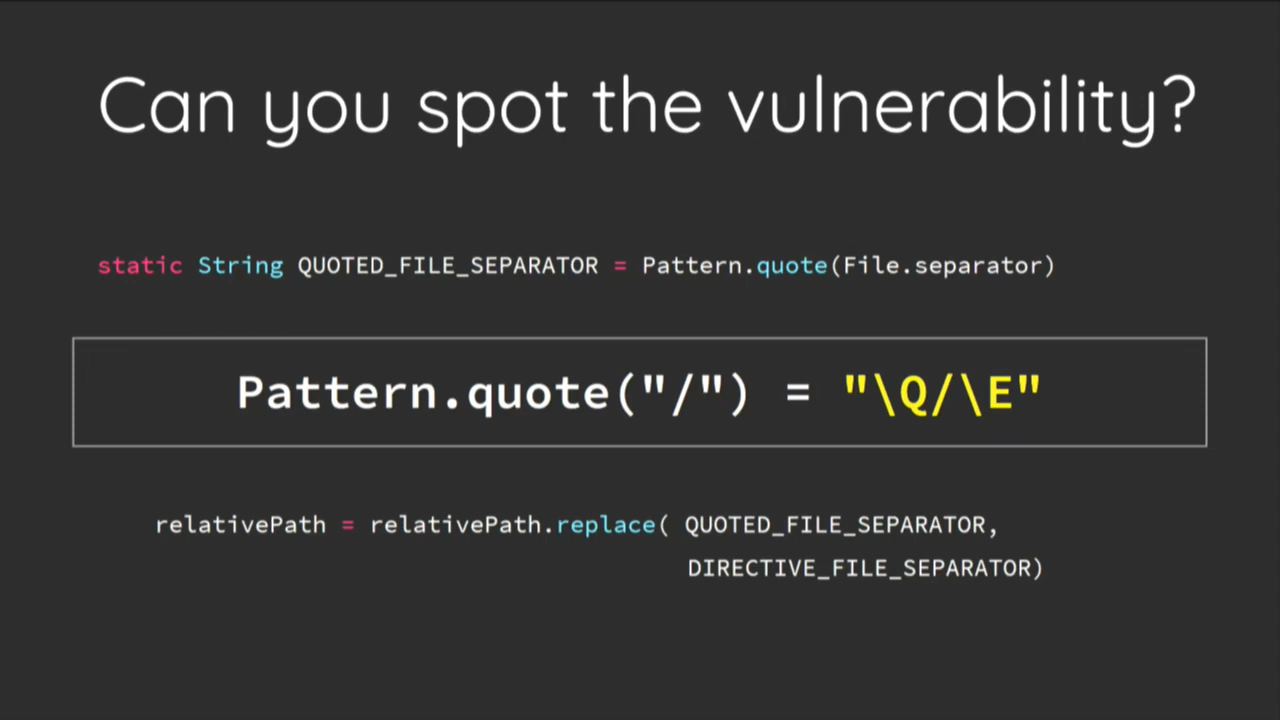 Can you spot the vulnerability?
static String QUOTED_FILE_SEPARATOR = Pattern.quote(File.separator)
Pattern.quote("/") = "\Q/\E"
relativePath = relativePath.replace( QUOTED_FILE_SEPARATOR,
DIRECTIVE_FILE_SEPARATOR)